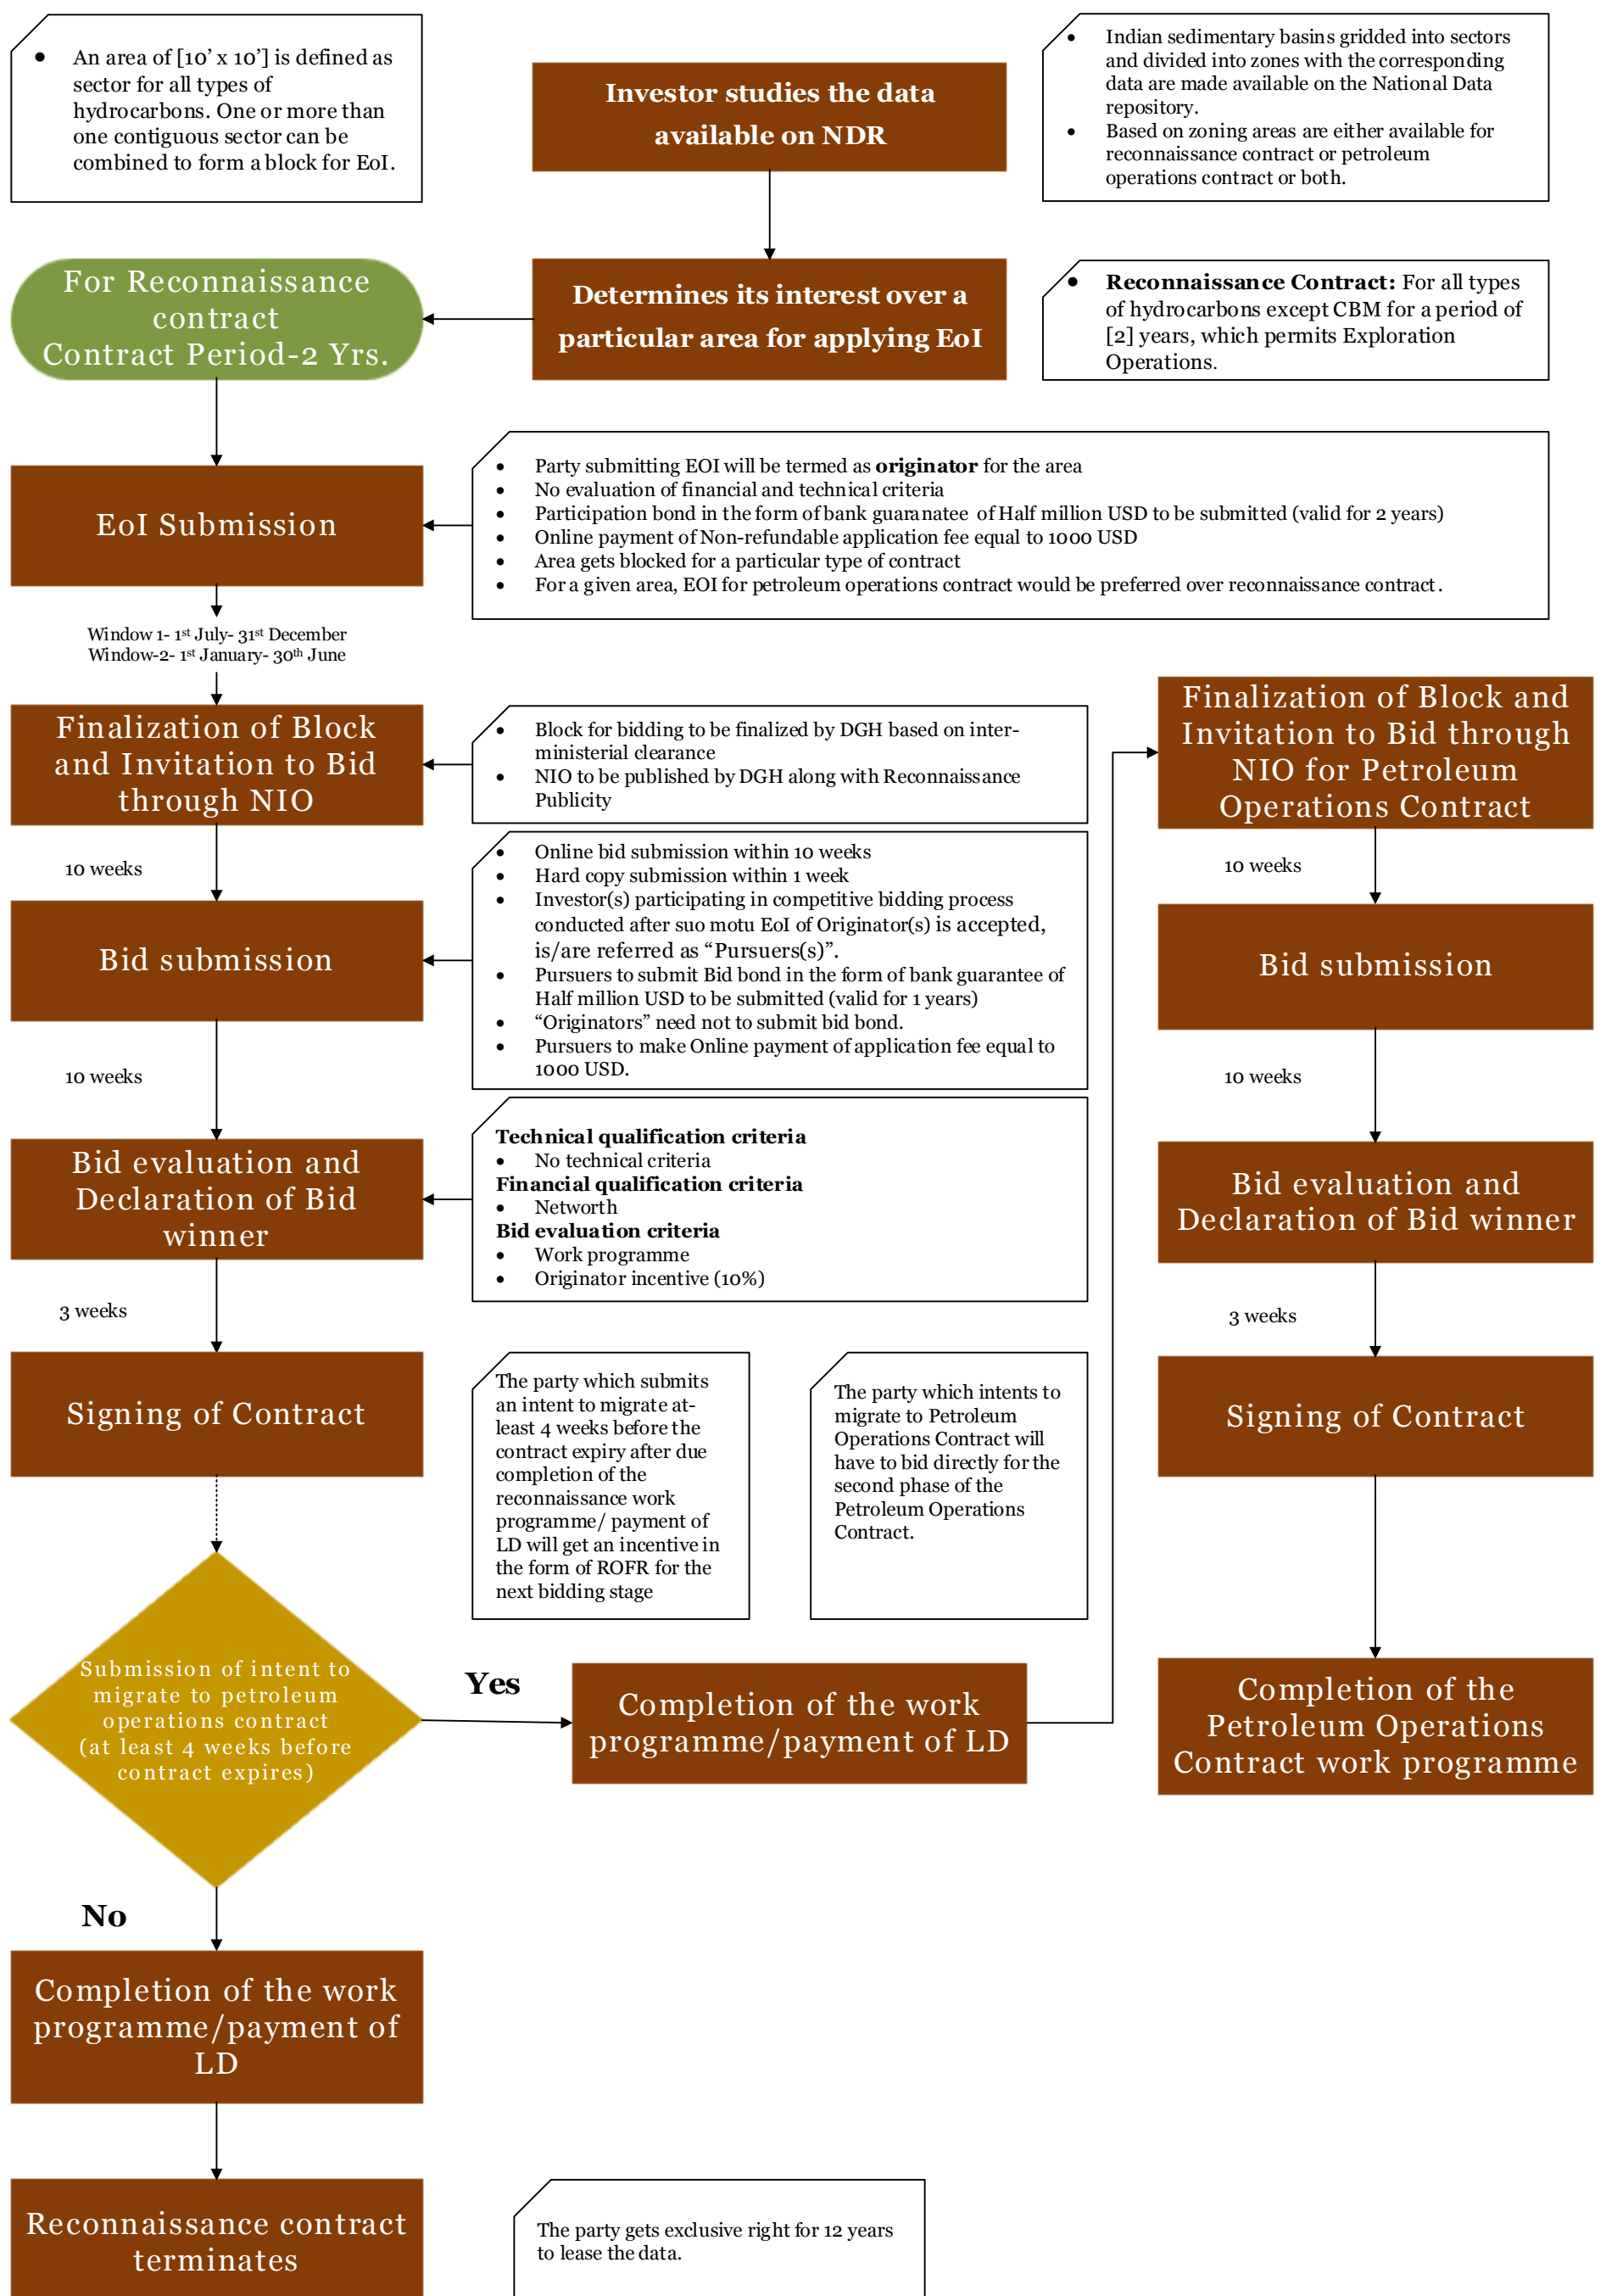 • An area of [10’ x 10’] is defined as
sector for all types of
hydrocarbons. One or more than
one contiguous sector can be
combined to form a block for EoI.
Investor studies the data
available on NDR
• Indian sedimentary basins gridded into sectors
and divided into zones with the corresponding
data are made available on the National Data
repository.
• Based on zoning areas are either available for
reconnaissance contract or petroleum
operations contract or both.
For Reconnaissance
contract
Contract Period-2 Yrs.
Determines its interest over a
particular area for applying EoI
• Reconnaissance Contract: For all types
of hydrocarbons except CBM for a period of
[2] years, which permits Exploration
Operations.
EoI Submission
• Party submitting EOI will be termed as originator for the area
• No evaluation of financial and technical criteria
• Participation bond in the form of bank guaranatee of Half million USD to be submitted (valid for 2 years)
• Online payment of Non-refundable application fee equal to 1000 USD
• Area gets blocked for a particular type of contract
• For a given area, EOI for petroleum operations contract would be preferred over reconnaissance contract.
Window 1- 1st July- 31st December
Window-2- 1st January- 30th June
Finalization of Block
and Invitation to Bid
through NIO
• Block for bidding to be finalized by DGH based on inter-
ministerial clearance
• NIO to be published by DGH along with Reconnaissance
Publicity
10 weeks
Bid submission
• Online bid submission within 10 weeks
• Hard copy submission within 1 week
• Investor(s) participating in competitive bidding process
conducted after suo motu EoI of Originator(s) is accepted,
is/are referred as “Pursuers(s)”.
• Pursuers to submit Bid bond in the form of bank guarantee of
Half million USD to be submitted (valid for 1 years)
• “Originators” need not to submit bid bond.
• Pursuers to make Online payment of application fee equal to
1000 USD.
10 weeks
Bid evaluation and
Declaration of Bid
winner
Technical qualification criteria
• No technical criteria
Financial qualification criteria
• Networth
Bid evaluation criteria
• Work programme
• Originator incentive (10%)
3 weeks
Signing of Contract
The party which submits
an intent to migrate at-
least 4 weeks before the
contract expiry after due
completion of the
reconnaissance work
programme/ payment of
LD will get an incentive in
the form of ROFR for the
next bidding stage
The party which intents to
migrate to Petroleum
Operations Contract will
have to bid directly for the
second phase of the
Petroleum Operations
Contract.
Submission of intent to
migrate to petroleum
operations contract
(at least 4 weeks before
contract expires)
Yes
Completion of the work
programme/payment of LD
Finalization of Block and
Invitation to Bid through
NIO for Petroleum
Operations Contract
10 weeks
Bid submission
10 weeks
Bid evaluation and
Declaration of Bid winner
3 weeks
Signing of Contract
Completion of the
Petroleum Operations
Contract work programme
No
Completion of the work
programme/payment of
LD
Reconnaissance contract
terminates
The party gets exclusive right for 12 years
to lease the data.